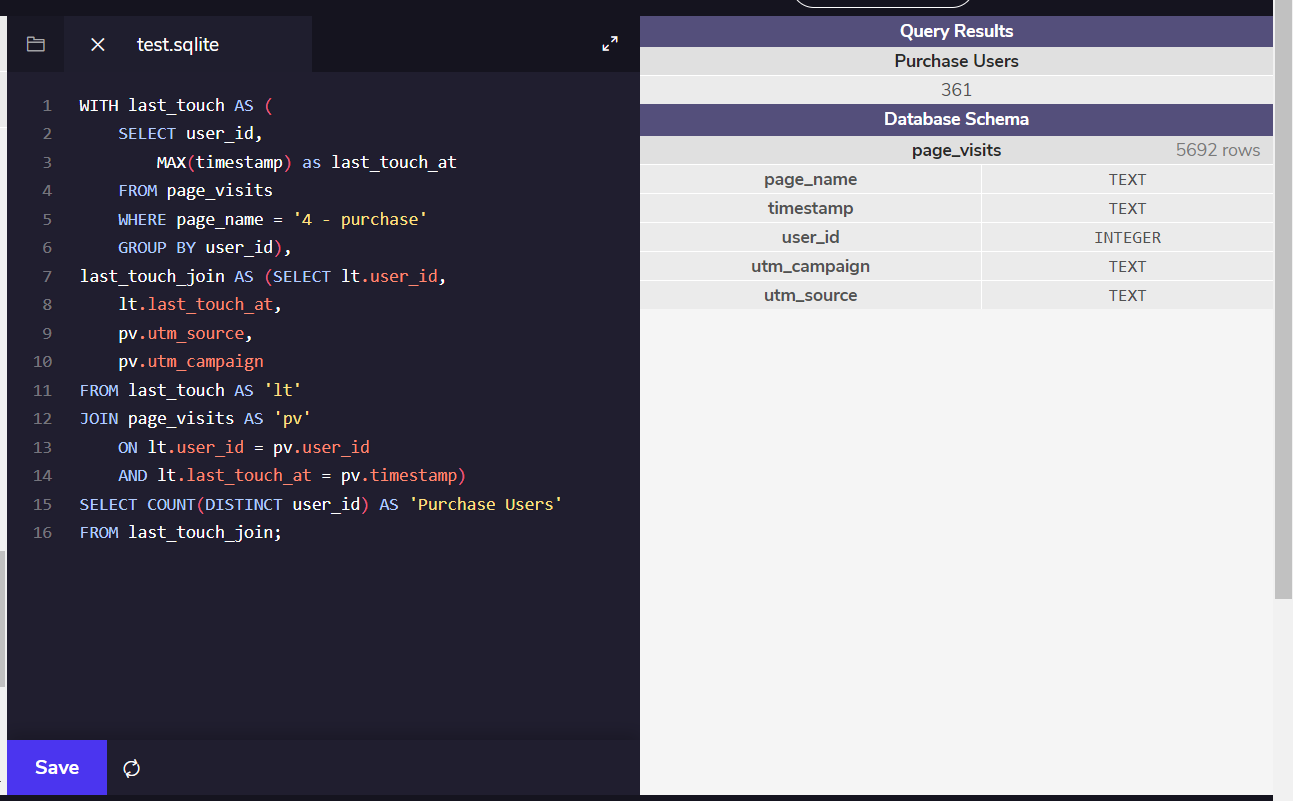 test.sqlite
1 WITH last_touch AS (
2 SELECT user_id,
3 MAX(timestamp) as last_touch_at
4 FROM page_visits
5 WHERE page_name = '4 - purchase'
6 GROUP BY user_id),
7 last_touch_join AS (SELECT lt.user_id,
8 lt.last_touch_at,
9 pv.utm_source,
10 pv.utm_campaign
11 FROM last_touch AS 'lt'
12 JOIN page_visits AS 'pv'
13 ON lt.user_id = pv.user_id
14 AND lt.last_touch_at = pv.timestamp)
15 SELECT COUNT(DISTINCT user_id) AS 'Purchase Users'
16 FROM last_touch_join;
Save
Query Results
Purchase Users
361
Database Schema
page_visits 5692 rows
page_name TEXT
timestamp TEXT
user_id INTEGER
utm_campaign TEXT
utm_source TEXT